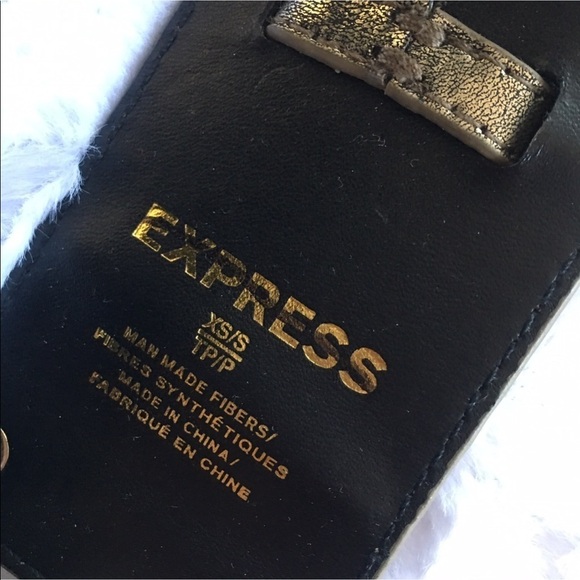 EXPRESS
XS/S
TP/P
MAN MADE FIBERS/
FIBRES SYNTHÉTIQUES
MADE IN CHINA/
FABRIQUÉ EN CHINE